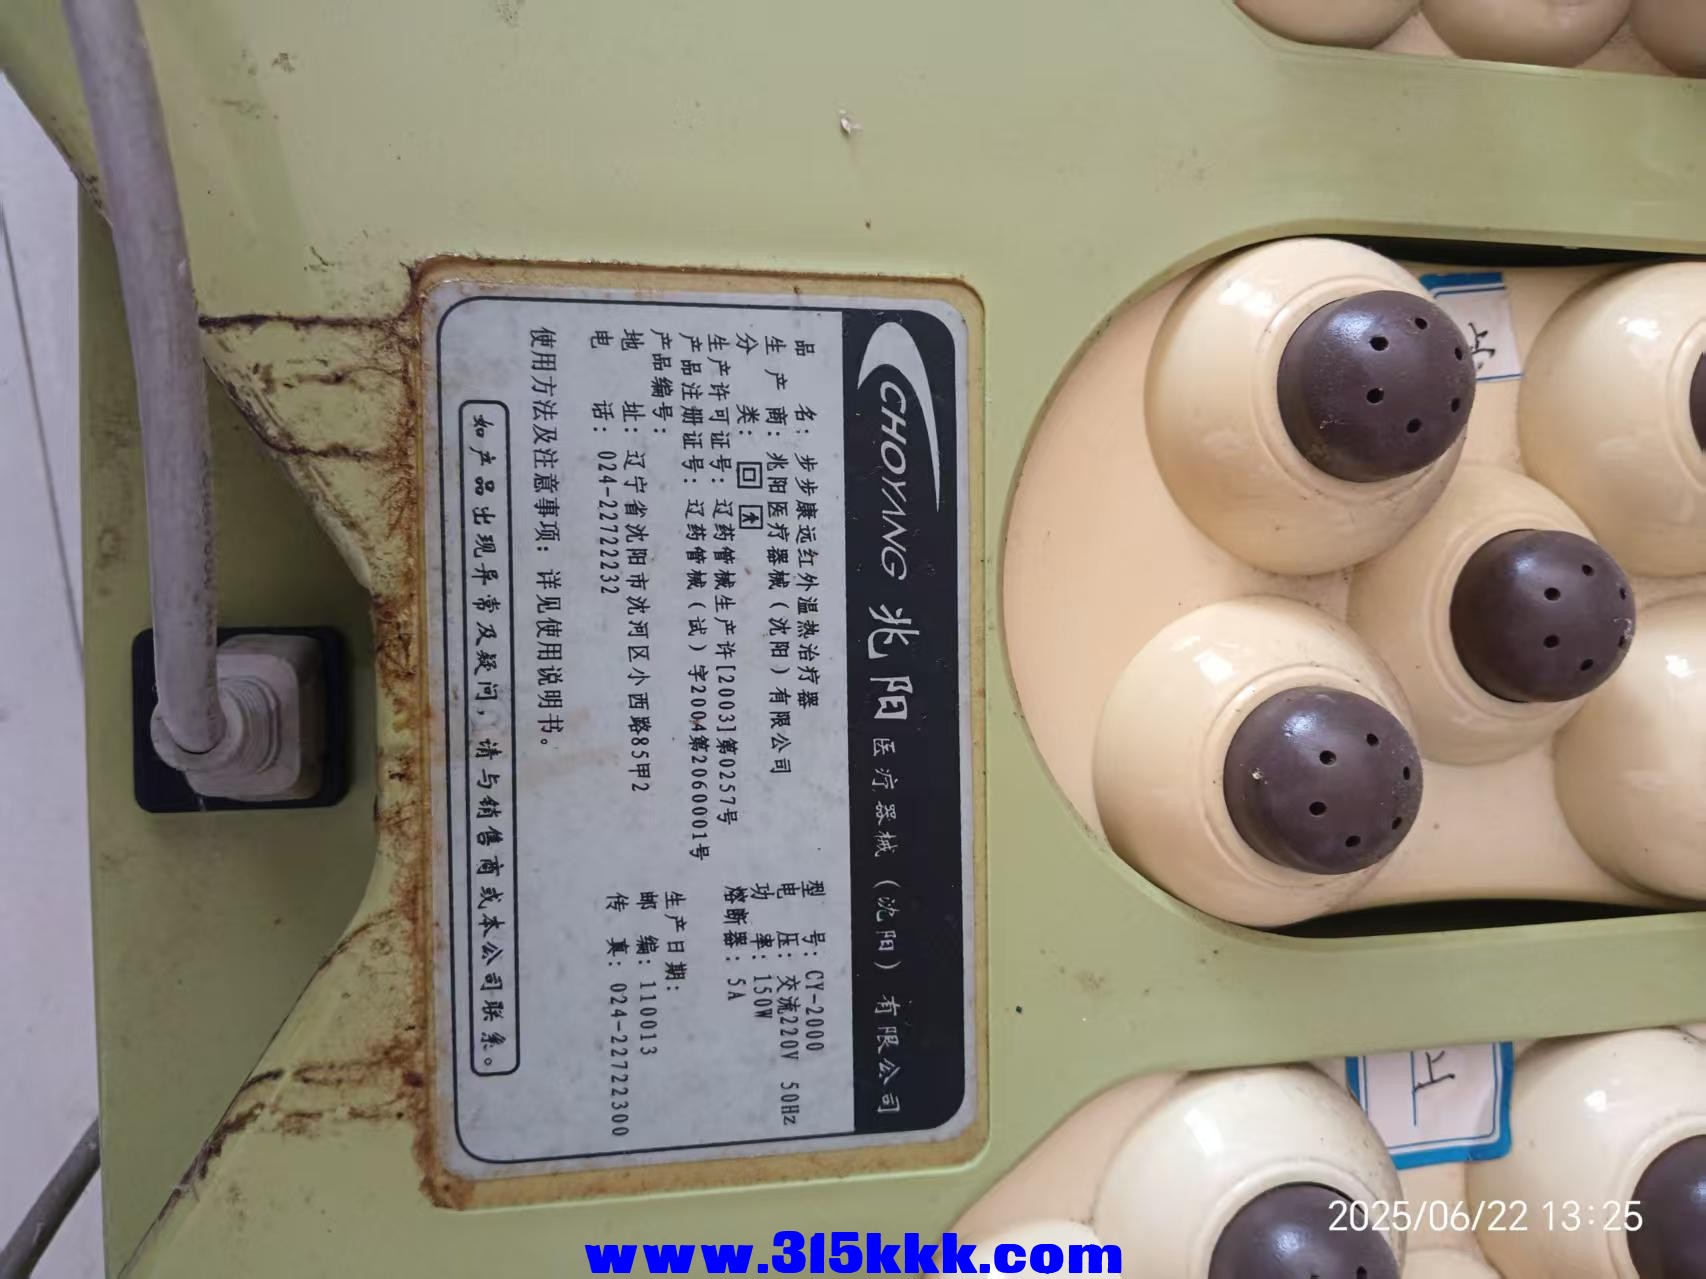 CHOYANG 兆阳 医疗器械（沈阳）有限公司
品 名：步步康远红外温热治疗器
型 号：CY-2000
生 产 商：兆阳医疗器械（沈阳）有限公司
电 压：交流220V 50Hz
分 类：
功 率：150W
生产许可证号：辽药管械生产许[2003]第0257号
熔断器：5A
产品注册证号：辽药管械（试）字2004第2060001号
产品编号：
生产日期：
地 址：辽宁省沈阳市沈河区小西路85甲2
邮 编：110013
电 话：024-22722232
传 真：024-22722300
使用方法及注意事项：详见使用说明书。
如产品出现异常及疑问，请与销售商或本公司联系。
2025/06/22 13:25
www.315kkk.com